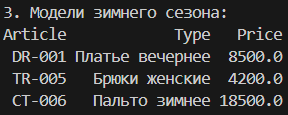 3. Модели зимнего сезона:
Article Type Price
DR-001 Платье вечернее 8500.0
TR-005 Брюки женские 4200.0
CT-006 Пальто зимнее 18500.0